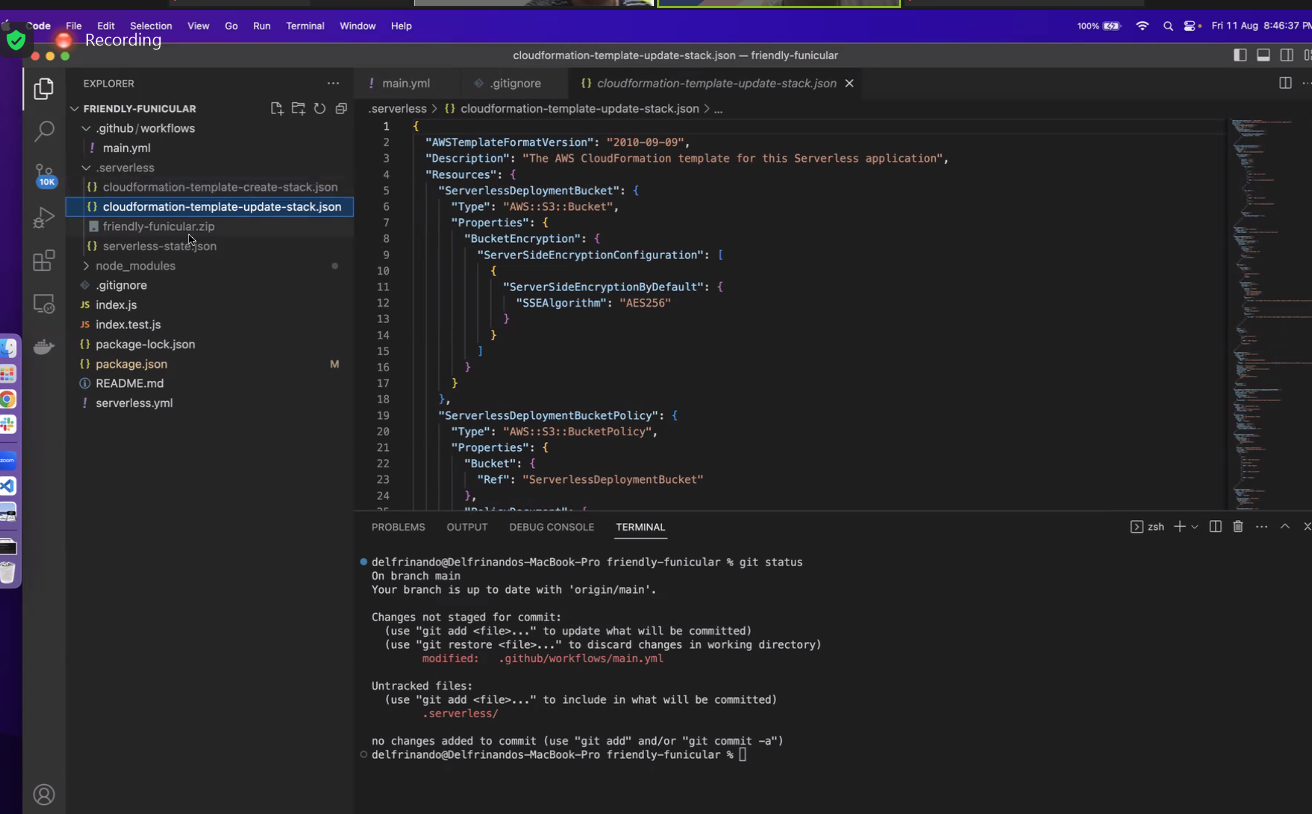 Code File Edit Selection View Go Run Terminal Window Help
100% Fri 11 Aug 8:46:37 PM
Recording
cloudformation-template-update-stack.json — friendly-funicular
EXPLORER
main.yml
.gitignore
cloudformation-template-update-stack.json
.serverless > {} cloudformation-template-update-stack.json > ...
FRIENDLY-FUNICULAR
.github/workflows
! main.yml
.serverless
{} cloudformation-template-create-stack.json
{} cloudformation-template-update-stack.json
friendly-funicular.zip
{} serverless-state.json
node_modules
.gitignore
JS index.js
JS index.test.js
{} package-lock.json
{} package.json M
README.md
! serverless.yml
10K
zoom
1 {
2 "AWSTemplateFormatVersion": "2010-09-09",
3 "Description": "The AWS CloudFormation template for this Serverless application",
4 "Resources": {
5 "ServerlessDeploymentBucket": {
6 "Type": "AWS::S3::Bucket",
7 "Properties": {
8 "BucketEncryption": {
9 "ServerSideEncryptionConfiguration": [
10 {
11 "ServerSideEncryptionByDefault": {
12 "SSEAlgorithm": "AES256"
13 }
14 }
15 ]
16 }
17 }
18 },
19 "ServerlessDeploymentBucketPolicy": {
20 "Type": "AWS::S3::BucketPolicy",
21 "Properties": {
22 "Bucket": {
23 "Ref": "ServerlessDeploymentBucket"
24 },
PROBLEMS OUTPUT DEBUG CONSOLE TERMINAL
zsh
delfrinando@Delfrinandos-MacBook-Pro friendly-funicular % git status
On branch main
Your branch is up to date with 'origin/main'.
Changes not staged for commit:
(use "git add <file>..." to update what will be committed)
(use "git restore <file>..." to discard changes in working directory)
modified: .github/workflows/main.yml
Untracked files:
(use "git add <file>..." to include in what will be committed)
.serverless/
no changes added to commit (use "git add" and/or "git commit -a")
delfrinando@Delfrinandos-MacBook-Pro friendly-funicular %